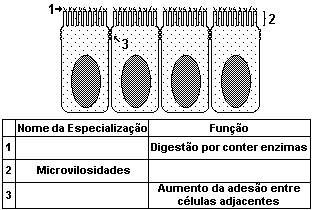 1
2
3
Nome da Especialização Função
1 Digestão por conter enzimas
2 Microvilosidades
3 Aumento da adesão entre
células adjacentes